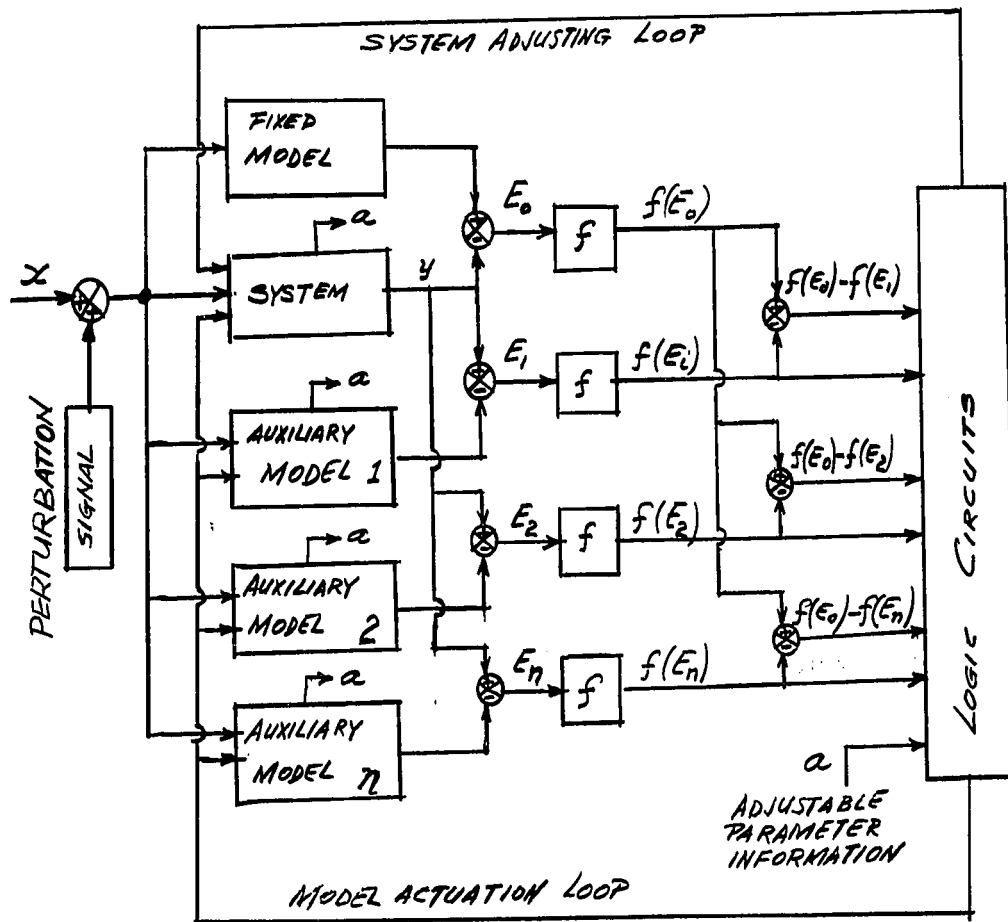 SYSTEM ADJUSTING LOOP
FIXED
MODEL
E₀
f
f(E₀)
a
x
SYSTEM
y
f(E₀)-f(E₁)
E₁
f
f(Eᵢ)
a
PERTURBATION
SIGNAL
AUXILIARY
MODEL 1
f(E₀)-f(E₂)
a
E₂
f
f(E₂)
AUXILIARY
MODEL 2
f(E₀)-f(Eₙ)
a
Eₙ
f
f(Eₙ)
AUXILIARY
MODEL n
LOGIC CIRCUITS
a
ADJUSTABLE
PARAMETER
INFORMATION
MODEL ACTUATION LOOP